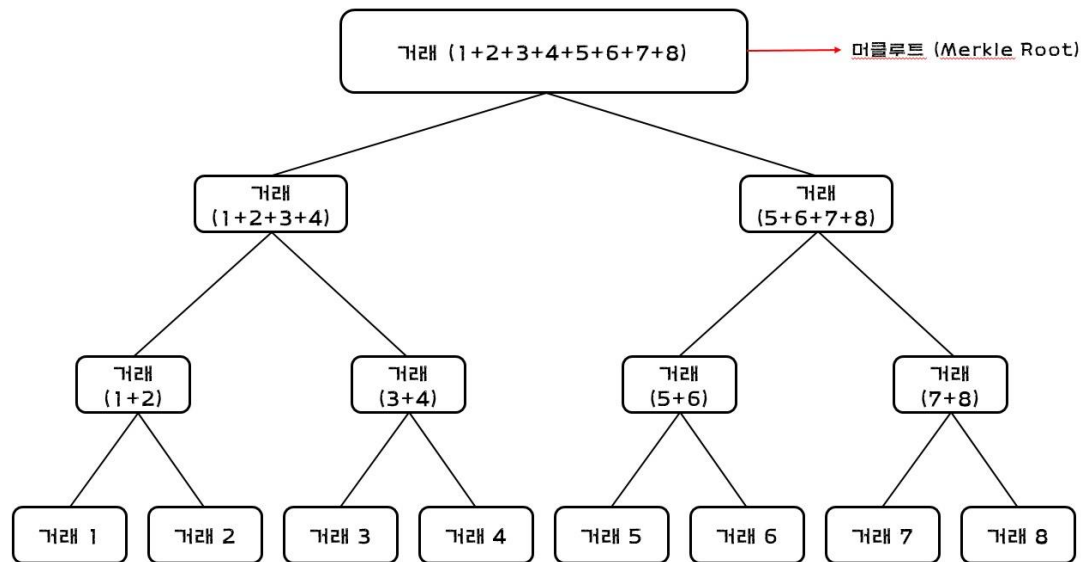 거래 (1+2+3+4+5+6+7+8)
머클루트 (Merkle Root)
거래
(1+2+3+4)
거래
(5+6+7+8)
거래
(1+2)
거래
(3+4)
거래
(5+6)
거래
(7+8)
거래 1
거래 2
거래 3
거래 4
거래 5
거래 6
거래 7
거래 8